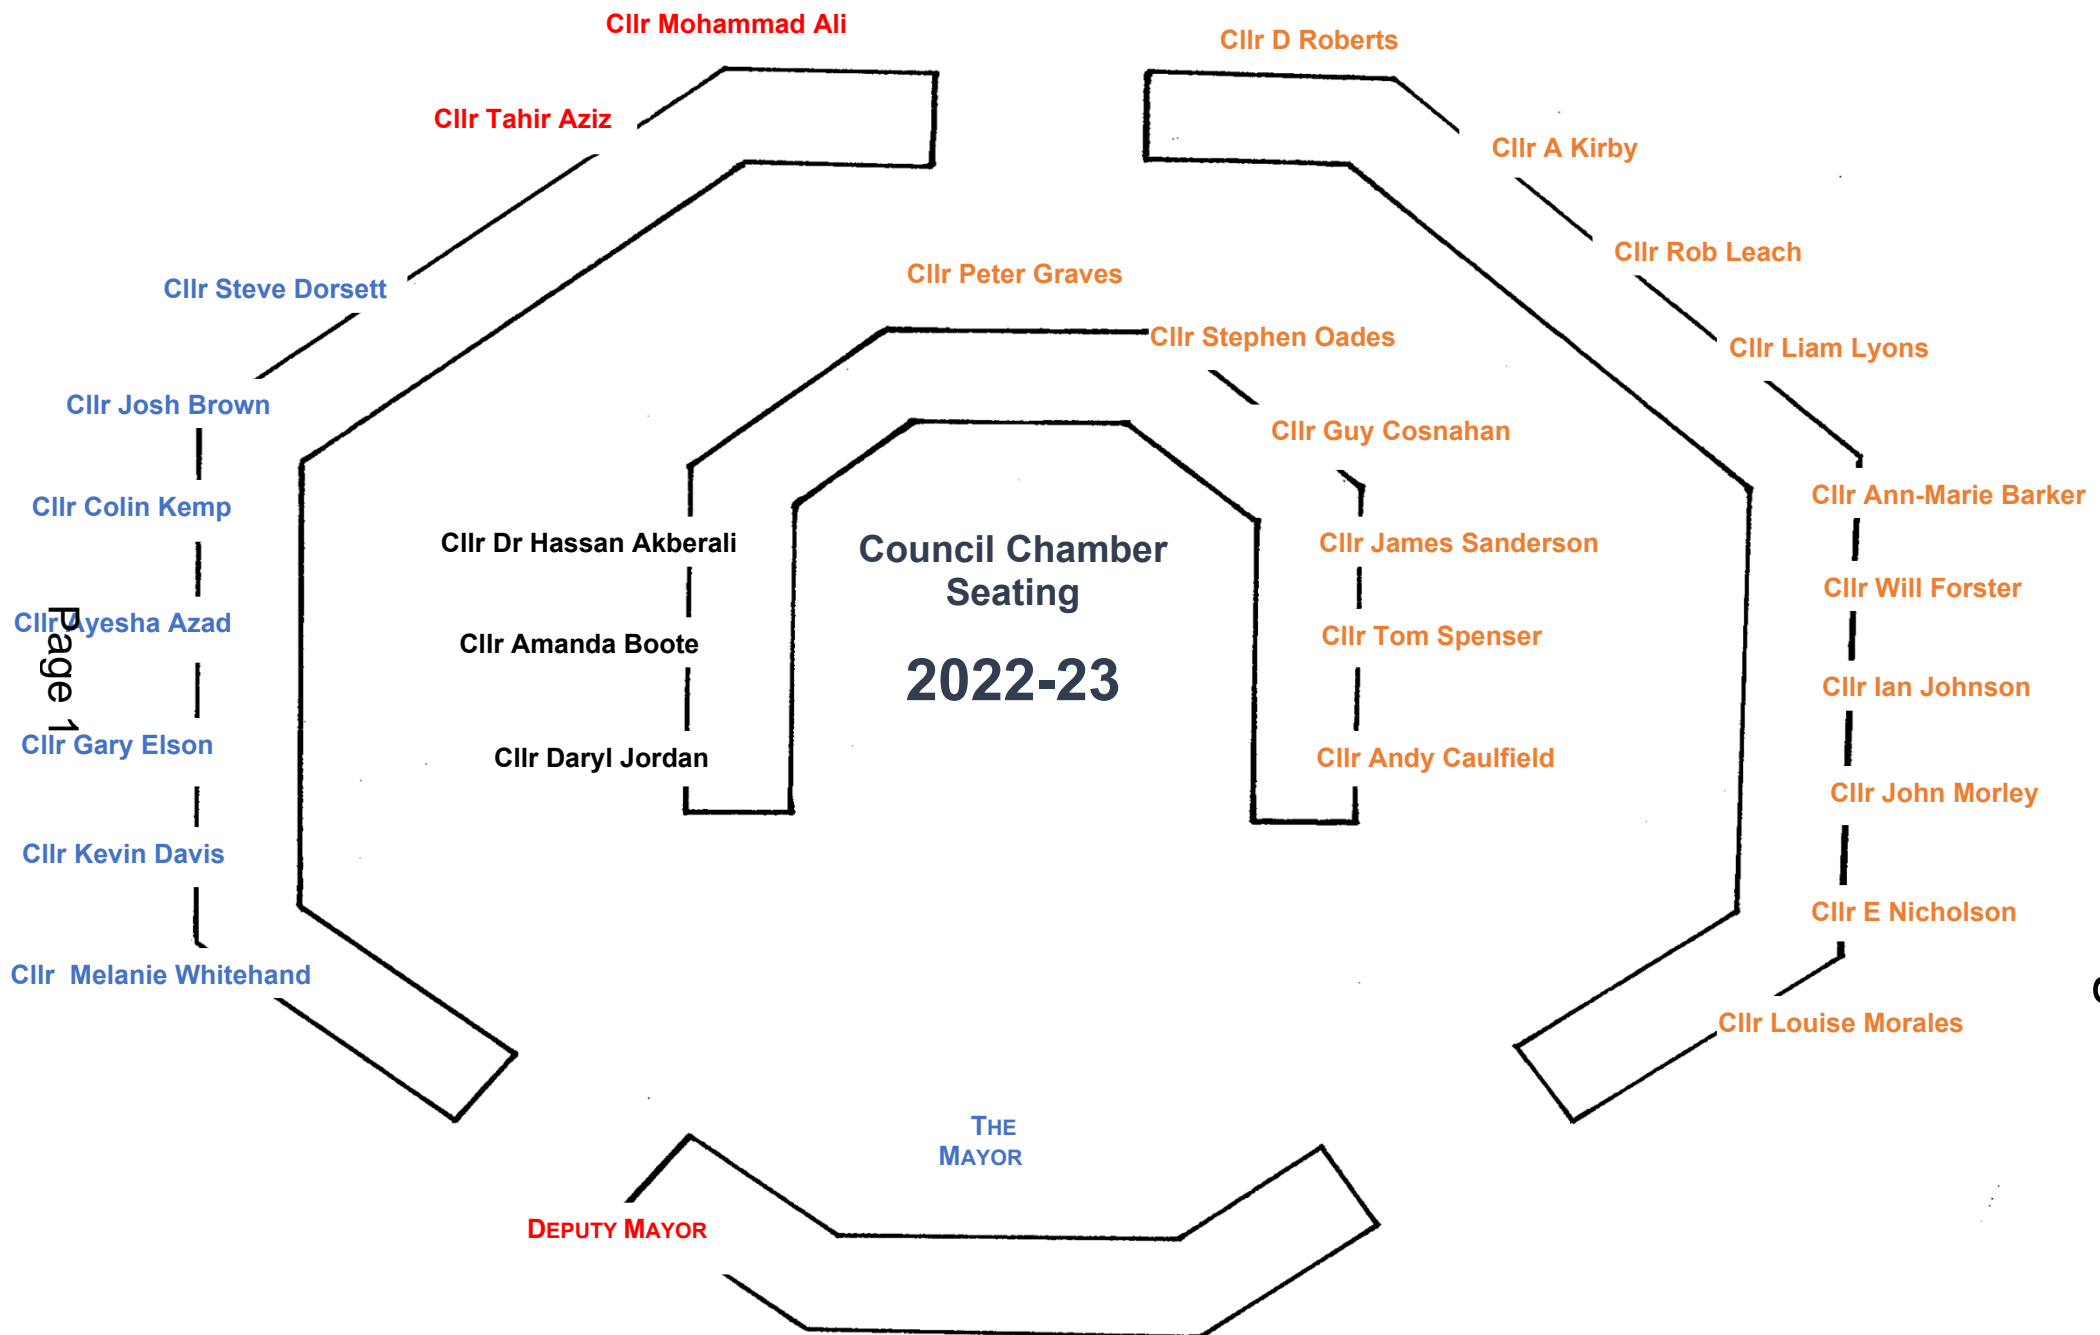 Cllr Mohammad Ali
Cllr D Roberts
Cllr Tahir Aziz
Cllr A Kirby
Cllr Rob Leach
Cllr Peter Graves
Cllr Steve Dorsett
Cllr Stephen Oades
Cllr Liam Lyons
Cllr Josh Brown
Cllr Guy Cosnahan
Cllr Ann-Marie Barker
Cllr Colin Kemp
Cllr Dr Hassan Akberali
Council Chamber
Seating
2022-23
Cllr James Sanderson
Cllr Will Forster
Cllr Ayesha Azad
Page 1
Cllr Amanda Boote
Cllr Tom Spenser
Cllr Ian Johnson
Cllr Gary Elson
Cllr Daryl Jordan
Cllr Andy Caulfield
Cllr John Morley
Cllr Kevin Davis
Cllr E Nicholson
Cllr Melanie Whitehand
Cllr Louise Morales
THE
MAYOR
DEPUTY MAYOR